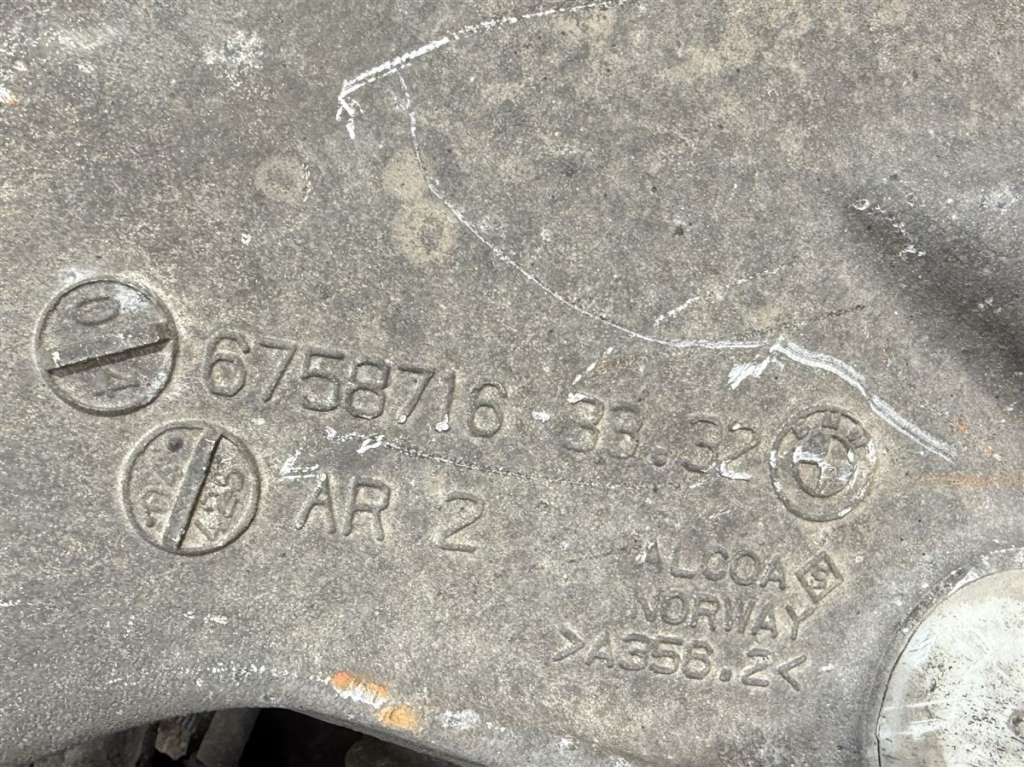 6758716 33.32
AR 2
ALCOA
NORWAY
>A356.2<